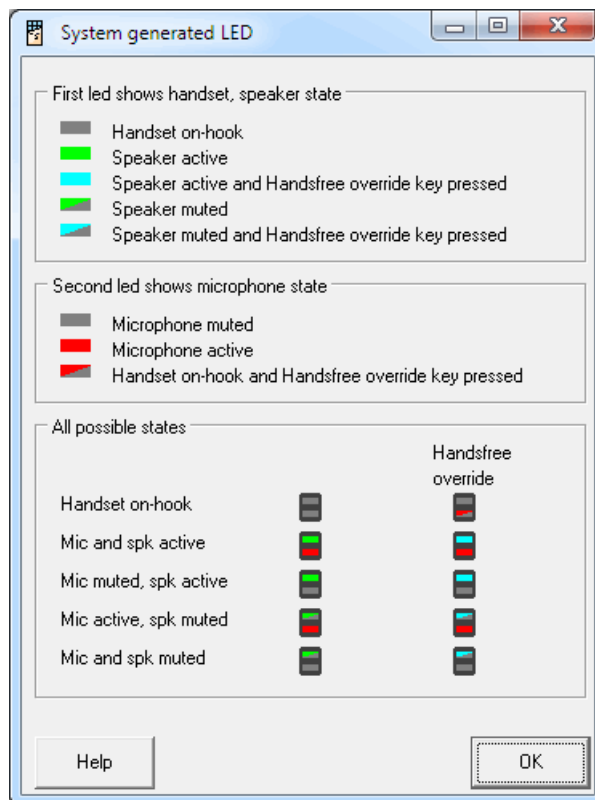 System generated LED
First led shows handset, speaker state
Handset on-hook
Speaker active
Speaker active and Handsfree override key pressed
Speaker muted
Speaker muted and Handsfree override key pressed
Second led shows microphone state
Microphone muted
Microphone active
Handset on-hook and Handsfree override key pressed
All possible states
Handsfree
override
Handset on-hook
Mic and spk active
Mic muted, spk active
Mic active, spk muted
Mic and spk muted
Help
OK